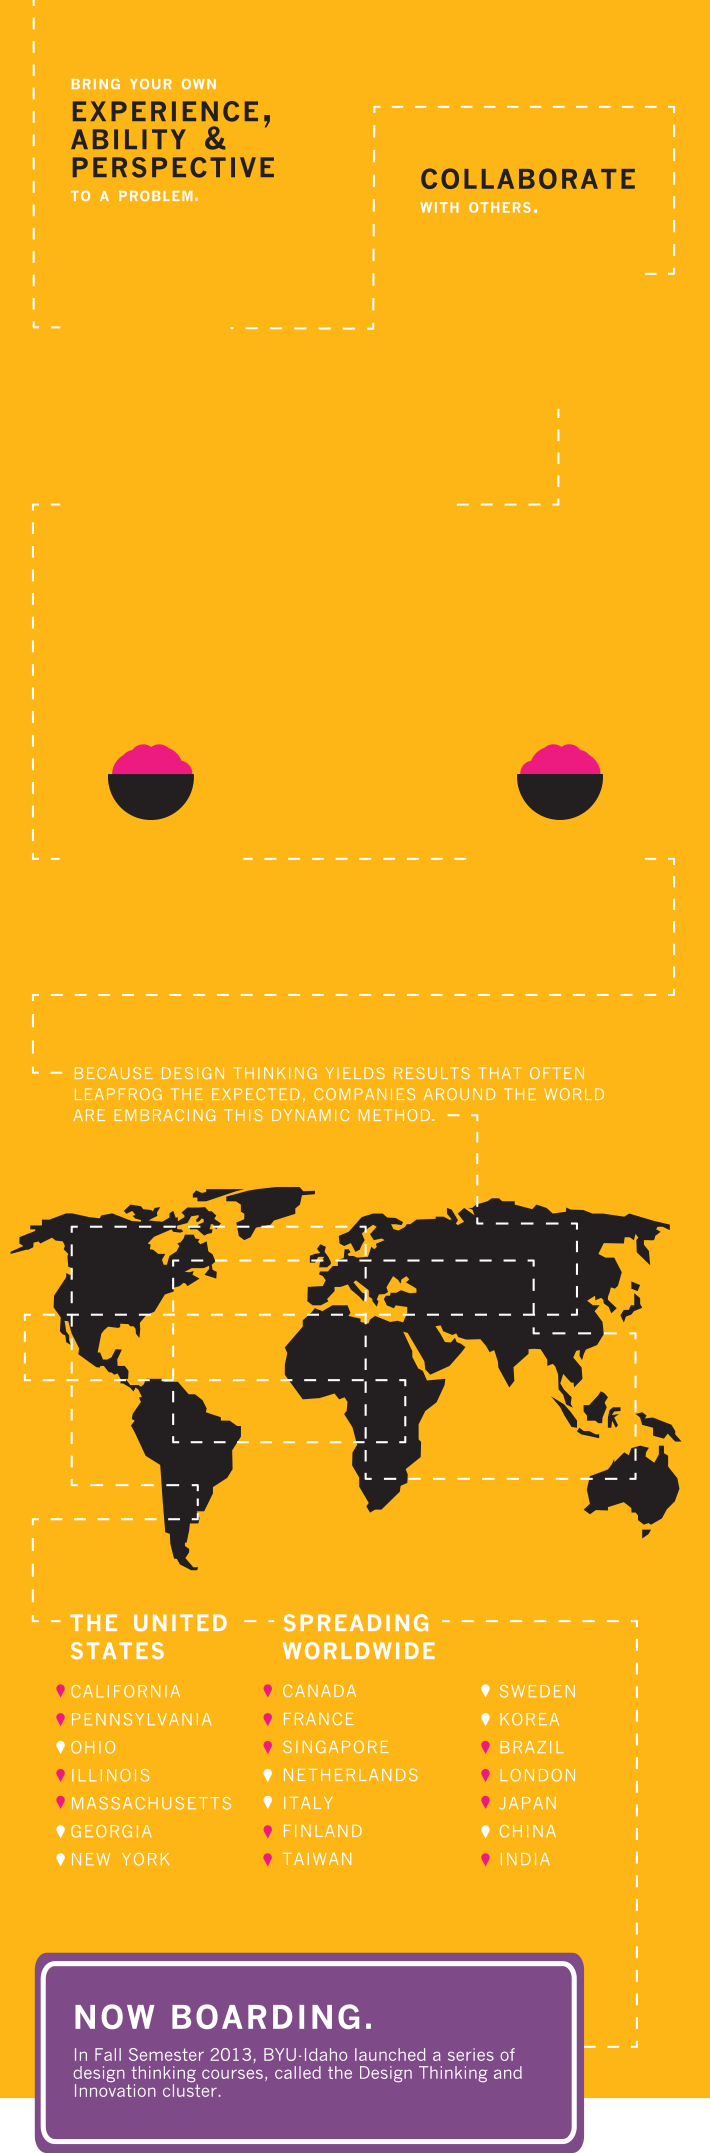 BRING YOUR OWN
EXPERIENCE,
ABILITY &
PERSPECTIVE
TO A PROBLEM.
COLLABORATE
WITH OTHERS.
BECAUSE DESIGN THINKING YIELDS RESULTS THAT OFTEN
LEAPFROG THE EXPECTED, COMPANIES AROUND THE WORLD
ARE EMBRACING THIS DYNAMIC METHOD.
THE UNITED
STATES
CALIFORNIA
PENNSYLVANIA
OHIO
ILLINOIS
MASSACHUSETTS
GEORGIA
NEW YORK
SPREADING
WORLDWIDE
CANADA
FRANCE
SINGAPORE
NETHERLANDS
ITALY
FINLAND
TAIWAN
SWEDEN
KOREA
BRAZIL
LONDON
JAPAN
CHINA
INDIA
NOW BOARDING.
In Fall Semester 2013, BYU-Idaho launched a series of
design thinking courses, called the Design Thinking and
Innovation cluster.